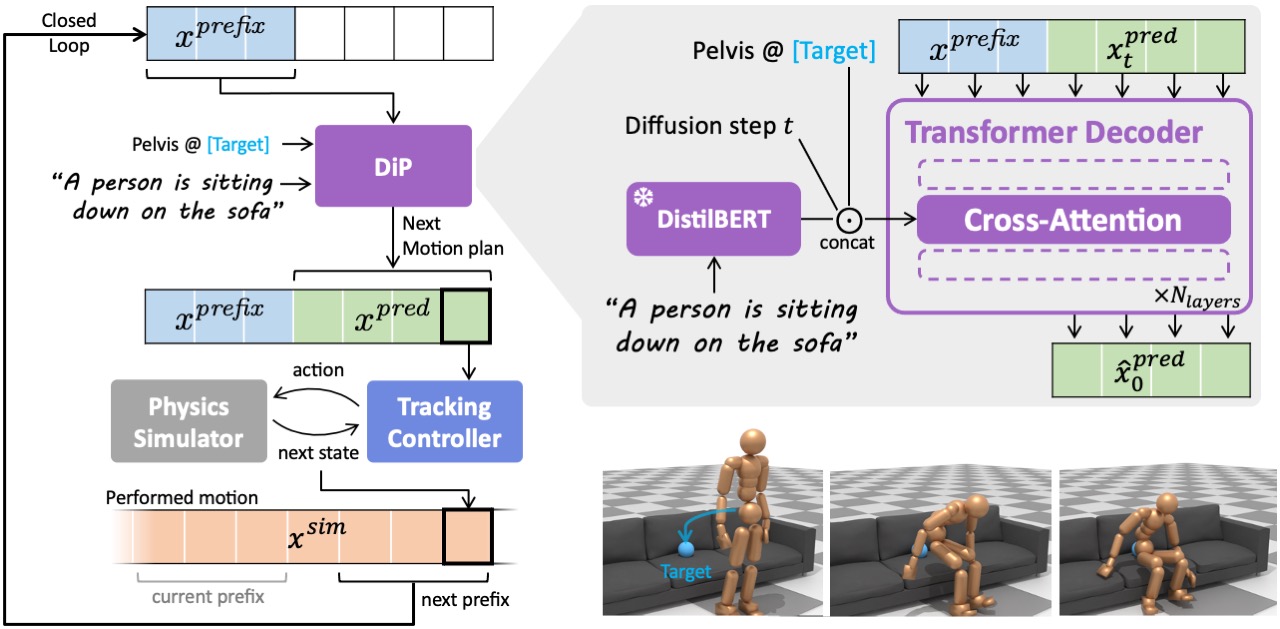 Closed
Loop
x^{prefix}
Pelvis @ [Target]
"A person is sitting
down on the sofa"
DiP
Next
Motion plan
x^{prefix}
x^{pred}
Physics
Simulator
action
next state
Tracking
Controller
Performed motion
x^{sim}
current prefix
next prefix
Pelvis @ [Target]
Diffusion step t
DistilBERT
concat
"A person is sitting
down on the sofa"
x^{prefix}
x_t^{pred}
Transformer Decoder
Cross-Attention
×N_{layers}
x̂_0^{pred}
Target